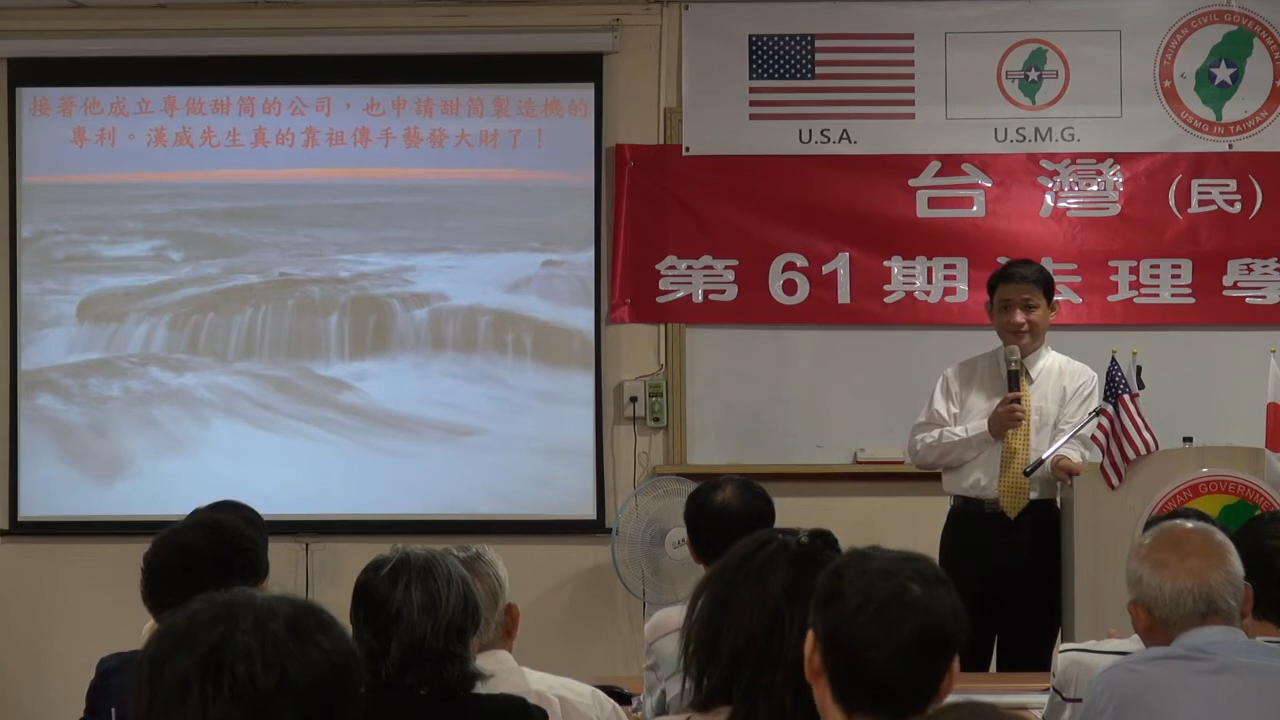 接著他成立專做甜筒的公司，也申請甜筒製造機的
專利。漢威先生真的靠祖傳手藝發大財了！
U.S.A.
U.S.M.G.
TAIWAN CIVIL GOVERNMENT
USMG IN TAIWAN
台灣(民)
第61期法理學
TAIWAN GOVERNMENT